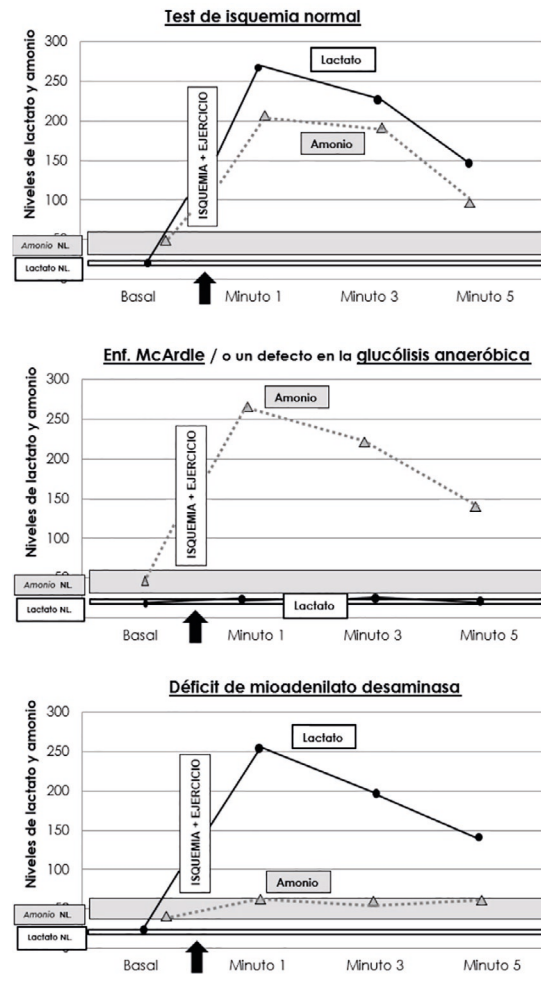 Test de isquemia normal
Niveles de lactato y amonio
300
250
200
150
100
Lactato
Amonio
ISQUEMIA + EJERCICIO
Amonio NL.
Lactato NL.
Basal
Minuto 1
Minuto 3
Minuto 5
Enf. McArdle / o un defecto en la glucólisis anaeróbica
Niveles de lactato y amonio
300
250
200
150
100
Amonio
ISQUEMIA + EJERCICIO
Amonio NL.
Lactato NL.
Lactato
Basal
Minuto 1
Minuto 3
Minuto 5
Déficit de mioadenilato desaminasa
Niveles de lactato y amonio
300
250
200
150
100
Lactato
ISQUEMIA + EJERCICIO
Amonio
Amonio NL.
Lactato NL.
Basal
Minuto 1
Minuto 3
Minuto 5